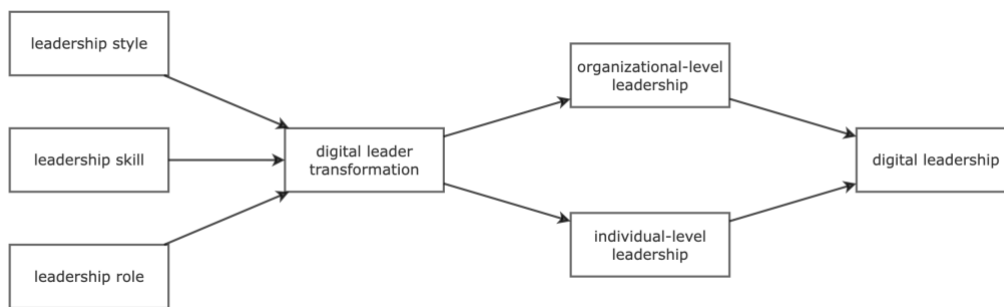 leadership style
organizational-level
leadership
leadership skill
digital leader
transformation
digital leadership
individual-level
leadership
leadership role